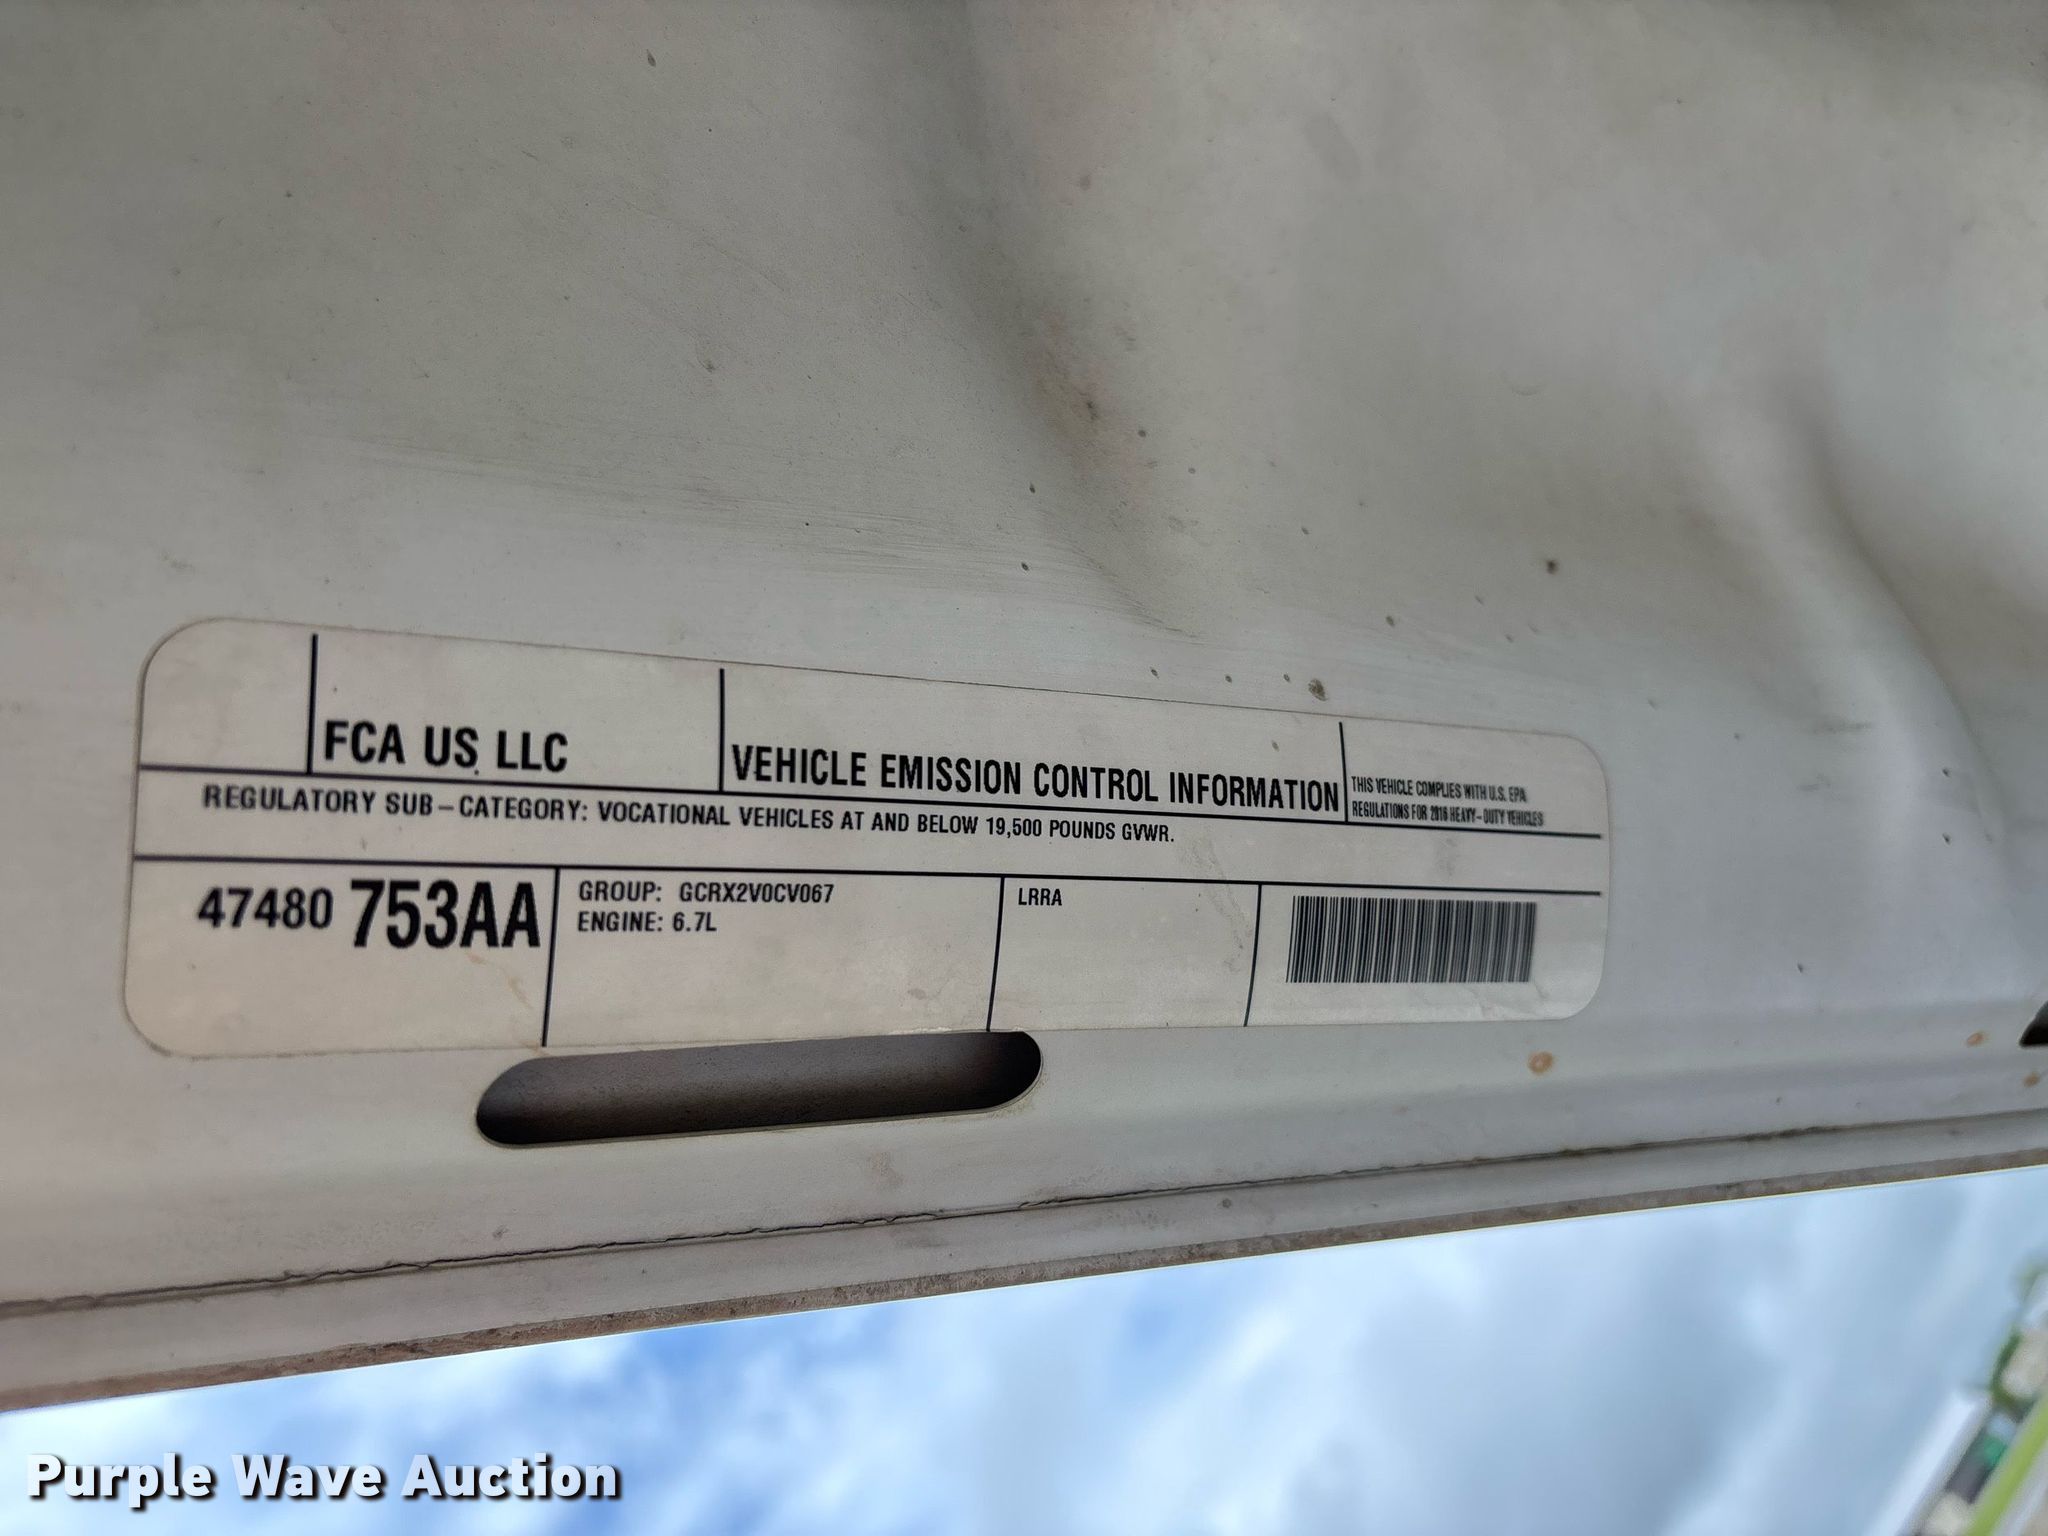 FCA US LLC
VEHICLE EMISSION CONTROL INFORMATION
THIS VEHICLE COMPLIES WITH U.S. EPA
REGULATIONS FOR 2016 HEAVY-DUTY VEHICLES
REGULATORY SUB-CATEGORY: VOCATIONAL VEHICLES AT AND BELOW 19,500 POUNDS GVWR.
47480 753AA
GROUP: GCRX2V0CV067
ENGINE: 6.7L
LRRA
Purple Wave Auction